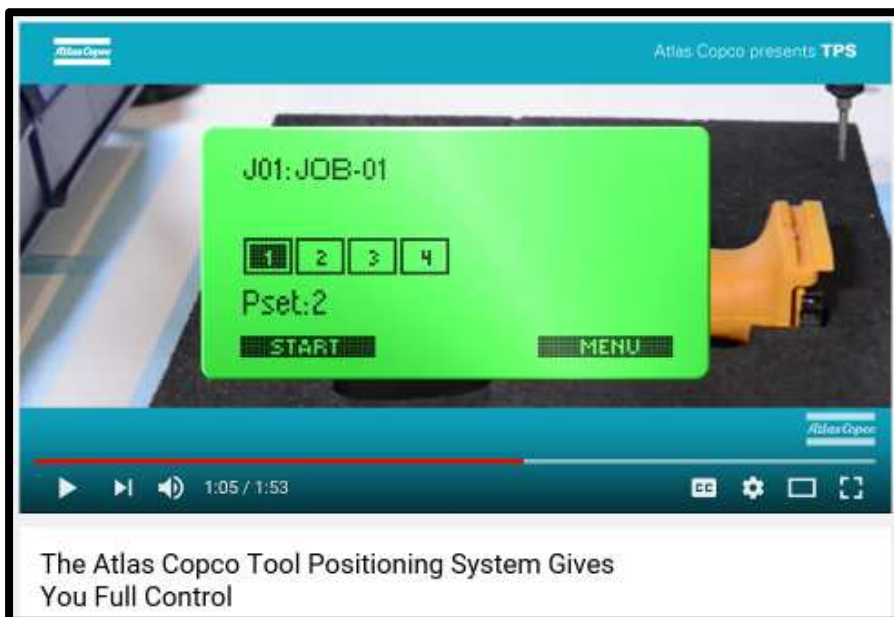 Atlas Copco
Atlas Copco presents TPS
J01:JOB-01
1 2 3 4
Pset:2
START MENU
Atlas Copco
1:05 / 1:53
CC
The Atlas Copco Tool Positioning System Gives
You Full Control